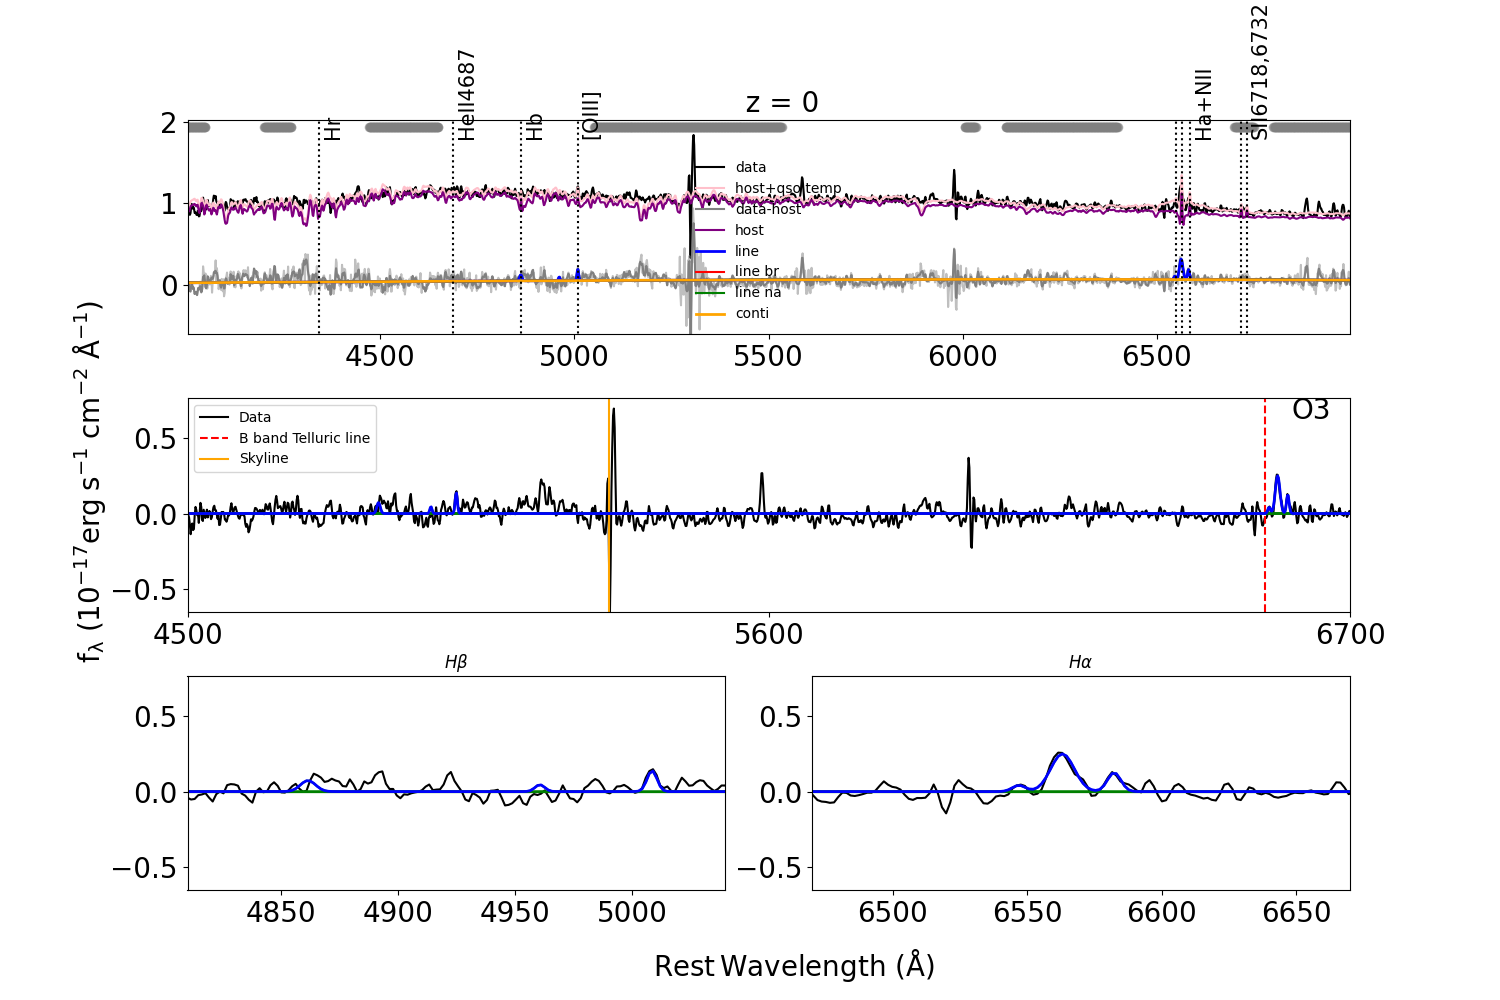 Hr
HeII4687
Hb
[OIII]
Ha+NII
SII6718,6732
z = 0
2
1
0
data
host+qso temp
data-host
host
line
line br
line na
conti
4500 5000 5500 6000 6500
fλ (10⁻¹⁷erg s⁻¹ cm⁻² Å⁻¹)
Data
B band Telluric line
Skyline
O3
0.5
0.0
−0.5
4500 5600 6700
Hβ
0.5
0.0
−0.5
4850 4900 4950 5000
Hα
0.5
0.0
−0.5
6500 6550 6600 6650
Rest Wavelength (Å)